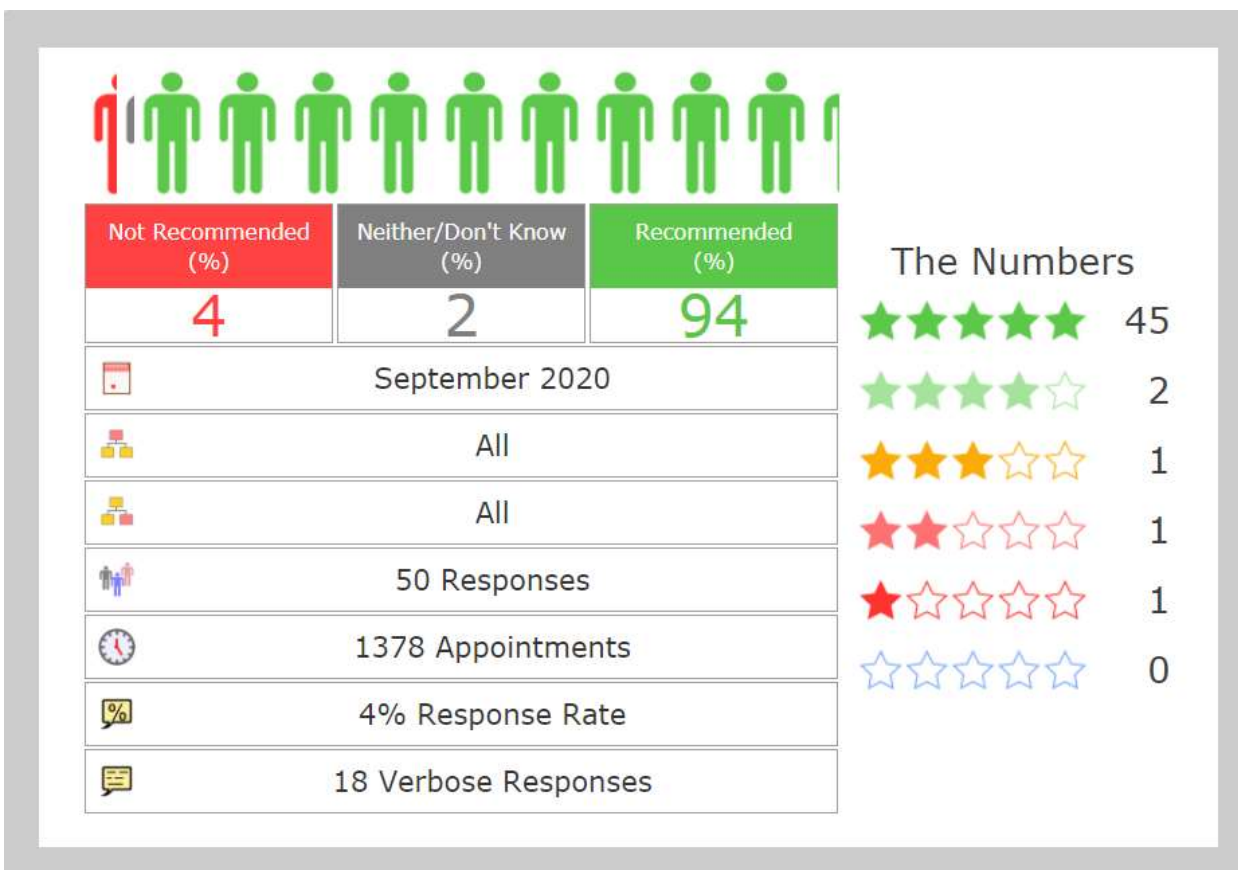 Not Recommended
(%)
Neither/Don't Know
(%)
Recommended
(%)
4
2
94
September 2020
All
All
50 Responses
1378 Appointments
4% Response Rate
18 Verbose Responses
The Numbers
45
2
1
1
1
0